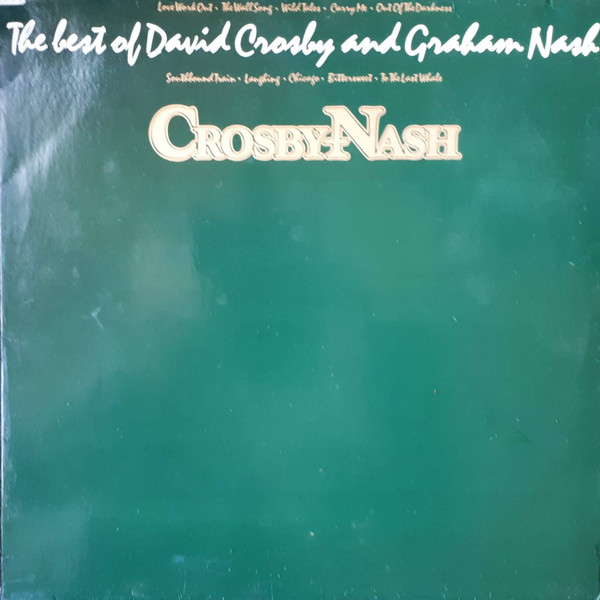 Love Work Out • The Wall Song • Wild Tales • Carry Me • Out Of The Darkness
The best of David Crosby and Graham Nash
Southbound Train • Laughing • Chicago • Bittersweet • To The Last Whale
CROSBY-NASH